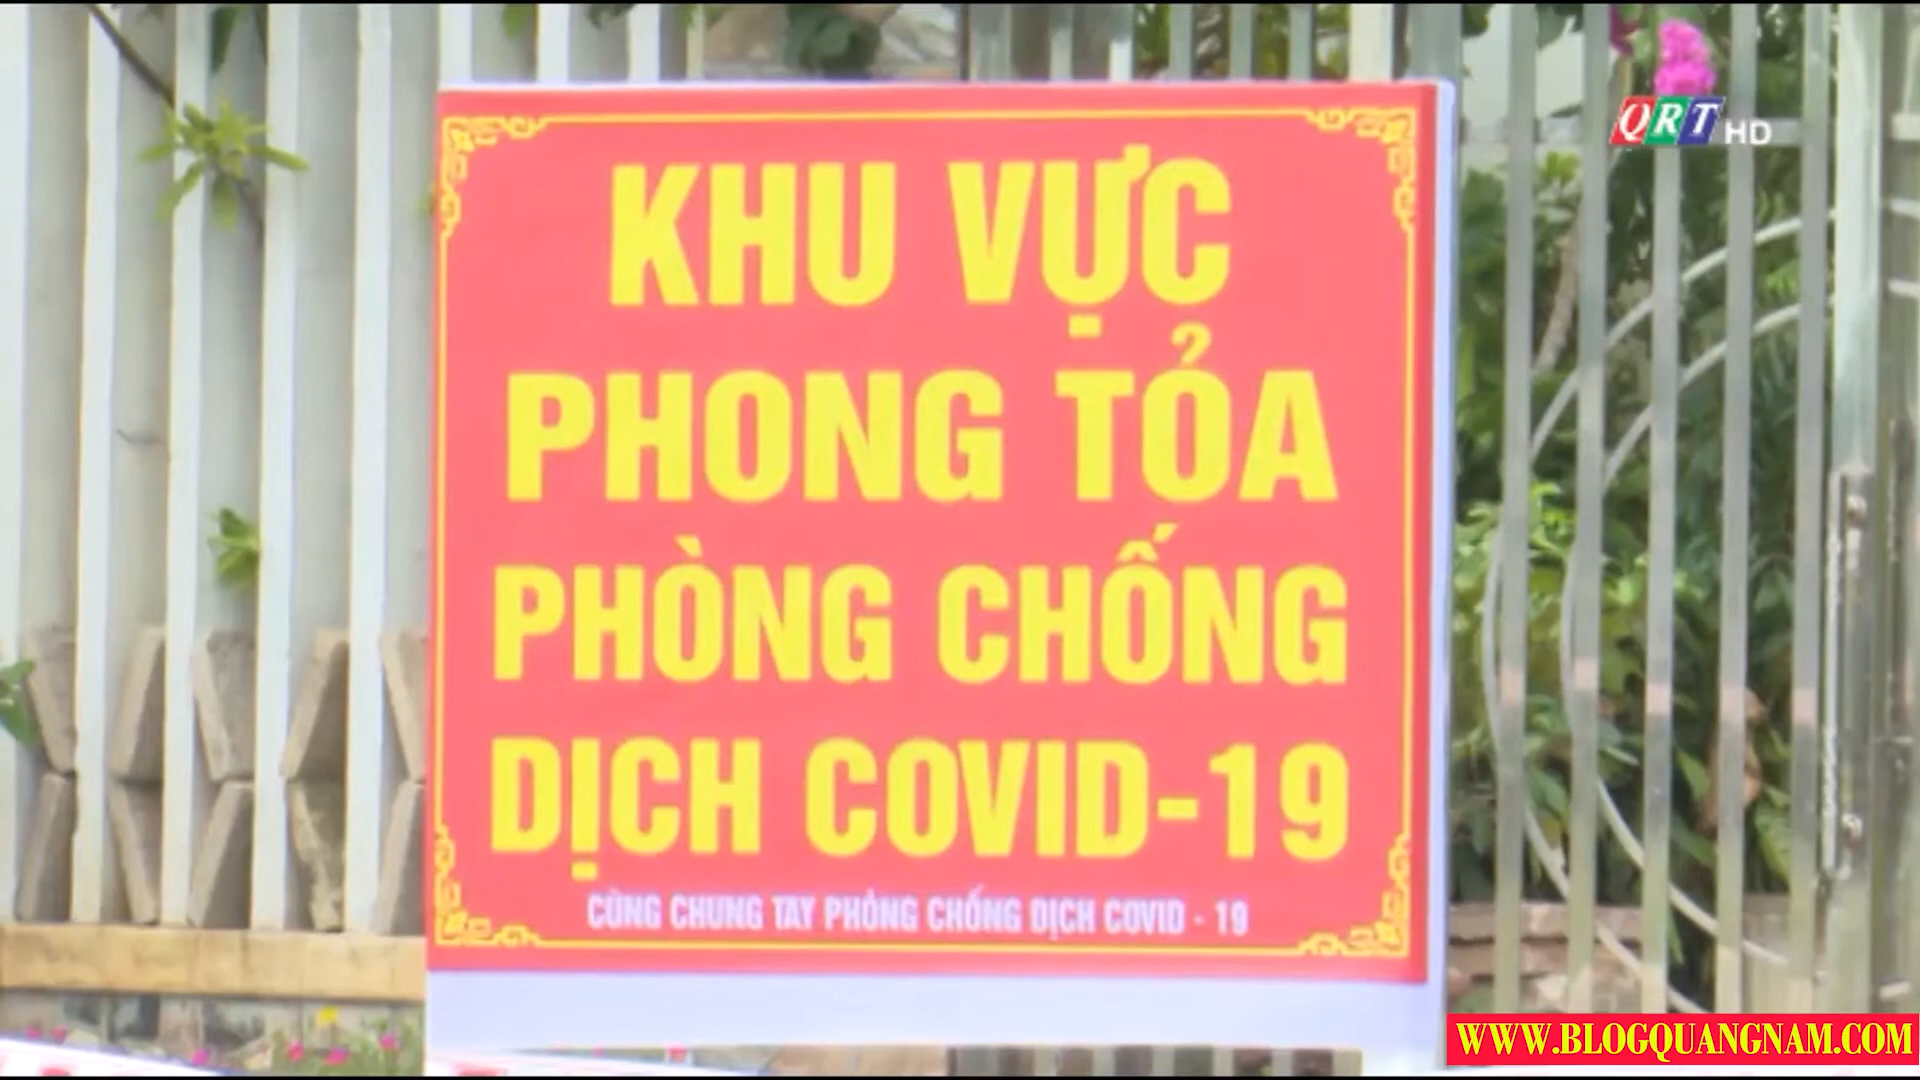 QRT HD
KHU VỰC
PHONG TỎA
PHÒNG CHỐNG
DỊCH COVID-19
CÙNG CHUNG TAY PHÒNG CHỐNG DỊCH COVID - 19
WWW.BLOGQUANGNAM.COM